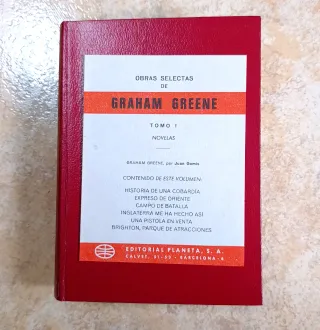 OBRAS SELECTAS
DE
GRAHAM GREENE
TOMO I
NOVELAS
GRAHAM GREENE, por Juan Gomis
CONTENIDO DE ESTE VOLUMEN:
HISTORIA DE UNA COBARDÍA
EXPRESO DE ORIENTE
CAMPO DE BATALLA
INGLATERRA ME HA HECHO ASÍ
UNA PISTOLA EN VENTA
BRIGHTON, PARQUE DE ATRACCIONES
EDITORIAL PLANETA, S. A.
CALVET, 51-53 - BARCELONA-6